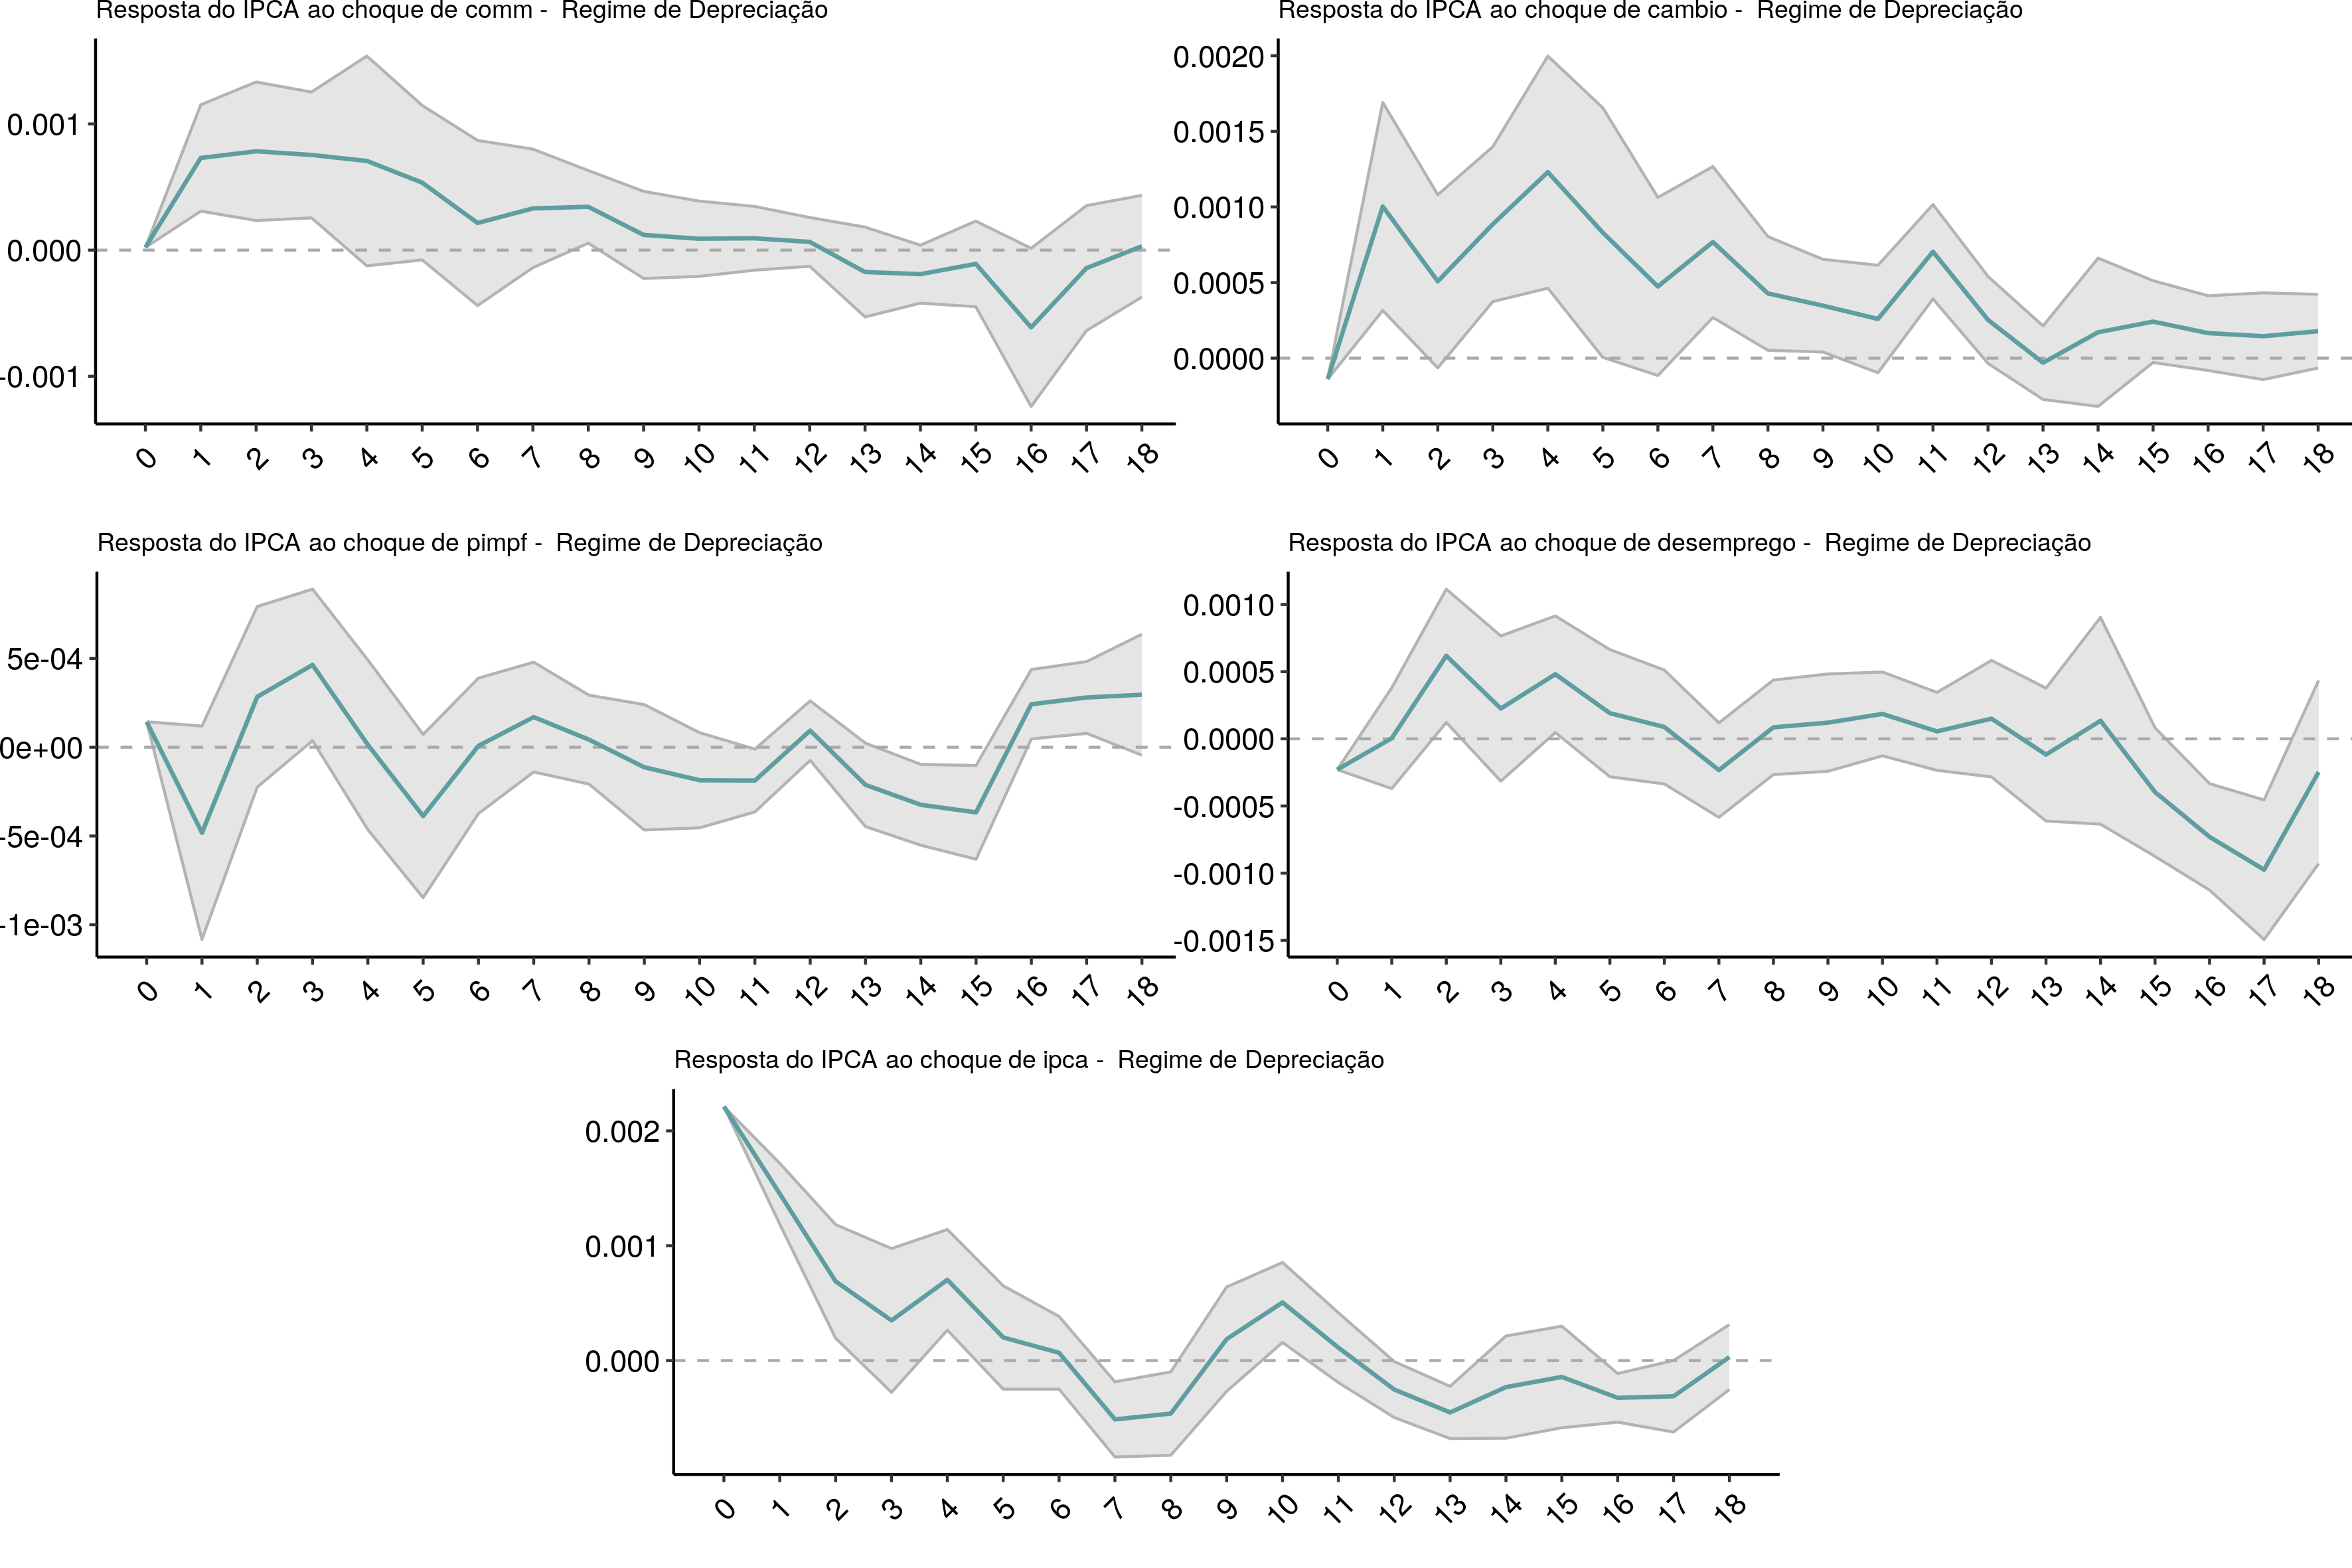 Resposta do IPCA ao choque de comm - Regime de Depreciação
0.001
0.000
-0.001
0 1 2 3 4 5 6 7 8 9 10 11 12 13 14 15 16 17 18
Resposta do IPCA ao choque de cambio - Regime de Depreciação
0.0020
0.0015
0.0010
0.0005
0.0000
0 1 2 3 4 5 6 7 8 9 10 11 12 13 14 15 16 17 18
Resposta do IPCA ao choque de pimpf - Regime de Depreciação
5e-04
0e+00
-5e-04
-1e-03
0 1 2 3 4 5 6 7 8 9 10 11 12 13 14 15 16 17 18
Resposta do IPCA ao choque de desemprego - Regime de Depreciação
0.0010
0.0005
0.0000
-0.0005
-0.0010
-0.0015
0 1 2 3 4 5 6 7 8 9 10 11 12 13 14 15 16 17 18
Resposta do IPCA ao choque de ipca - Regime de Depreciação
0.002
0.001
0.000
0 1 2 3 4 5 6 7 8 9 10 11 12 13 14 15 16 17 18